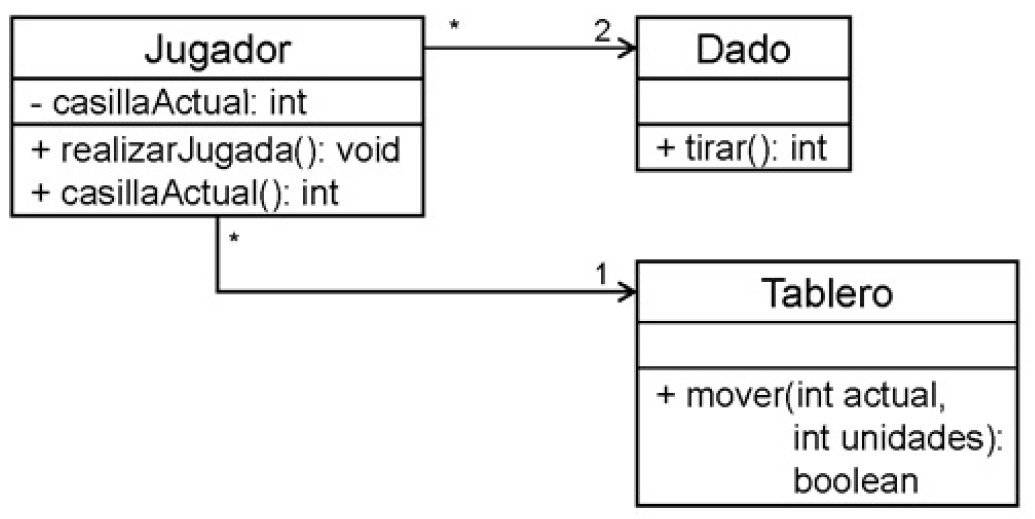 Jugador
- casillaActual: int
+ realizarJugada(): void
+ casillaActual(): int
*
2
Dado
+ tirar(): int
*
1
Tablero
+ mover(int actual,
int unidades):
boolean